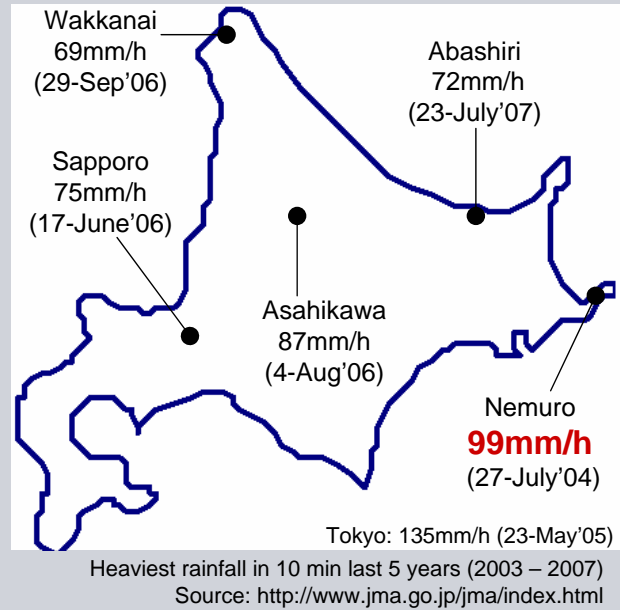 Wakkanai
69mm/h
(29-Sep'06)
Abashiri
72mm/h
(23-July'07)
Sapporo
75mm/h
(17-June'06)
Asahikawa
87mm/h
(4-Aug'06)
Nemuro
99mm/h
(27-July'04)
Tokyo: 135mm/h (23-May'05)
Heaviest rainfall in 10 min last 5 years (2003 – 2007)
Source: http://www.jma.go.jp/jma/index.html